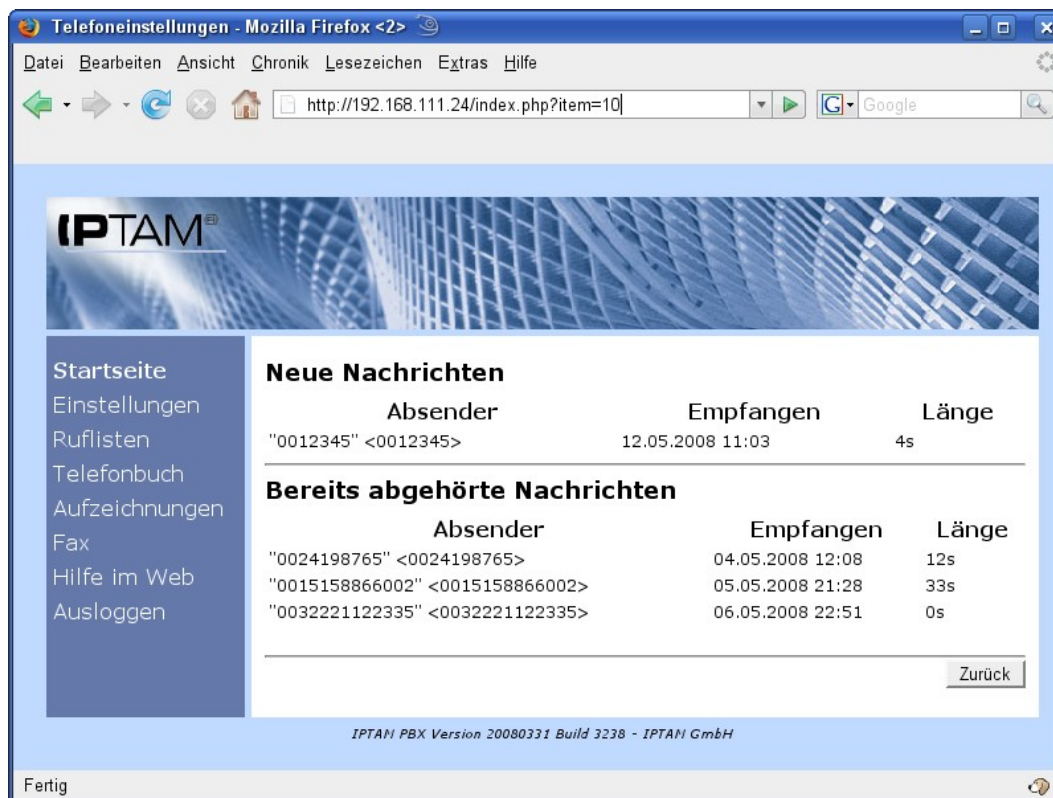 Telefoneinstellungen - Mozilla Firefox <2>
Datei Bearbeiten Ansicht Chronik Lesezeichen Extras Hilfe
http://192.168.111.24/index.php?item=10 G Google
IPTAM®
Startseite
Einstellungen
Ruflisten
Telefonbuch
Aufzeichnungen
Fax
Hilfe im Web
Ausloggen
Neue Nachrichten
Absender Empfangen Länge
"0012345" <0012345> 12.05.2008 11:03 4s
Bereits abgehörte Nachrichten
Absender Empfangen Länge
"0024198765" <0024198765> 04.05.2008 12:08 12s
"0015158866002" <0015158866002> 05.05.2008 21:28 33s
"0032221122335" <0032221122335> 06.05.2008 22:51 0s
Zurück
IPTAM PBX Version 20080331 Build 3238 - IPTAM GmbH
Fertig